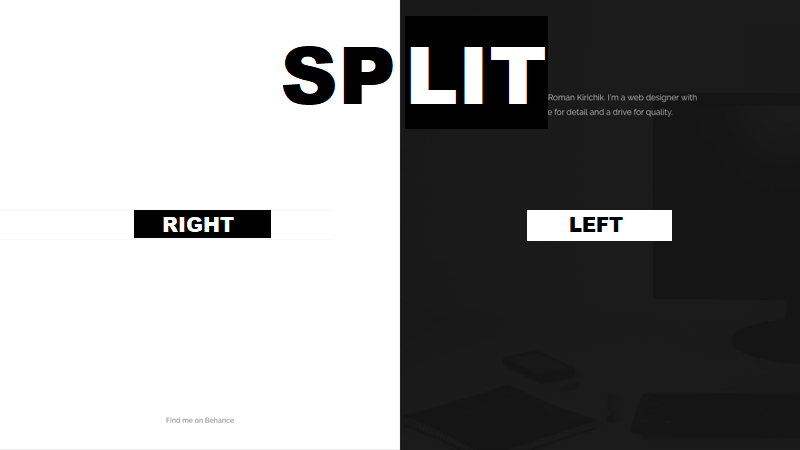 SPLIT
Roman Kirichik. I'm a web designer with
e for detail and a drive for quality.
RIGHT
LEFT
Find me on Behance